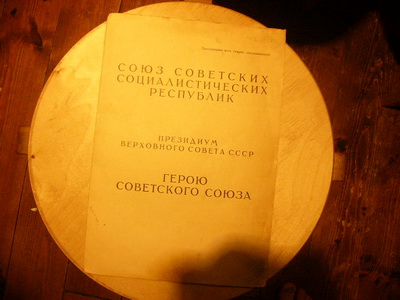 СОЮЗ СОВЕТСКИХ
СОЦИАЛИСТИЧЕСКИХ
РЕСПУБЛИК
ПРЕЗИДИУМ
ВЕРХОВНОГО СОВЕТА СССР
ГЕРОЮ
СОВЕТСКОГО СОЮЗА